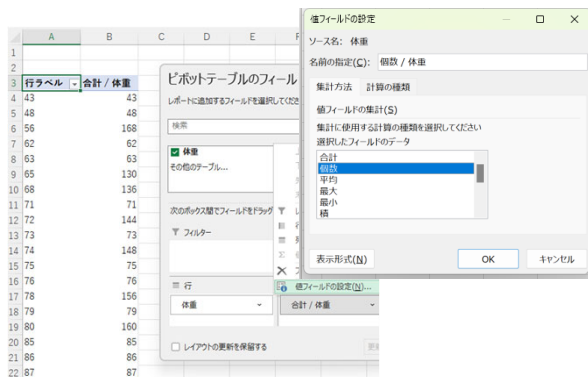 A B C D E F
1
2
3 行ラベル 合計 / 体重
4 43 43
5 48 48
6 56 168
7 62 62
8 63 63
9 65 130
10 68 136
11 71 71
12 72 144
13 73 73
14 74 148
15 75 75
16 76 76
17 78 156
18 79 79
19 80 160
20 85 85
21 86 86
22 87 87
ピボットテーブルのフィール
レポートに追加するフィールドを選択してくださ
検索
体重
その他のテーブル...
次のボックス間でフィールドをドラッグ
フィルター
行
体重
値フィールドの設定(N)...
合計 / 体重
レイアウトの更新を保留する
更新
値フィールドの設定
ソース名: 体重
名前の指定(C): 個数 / 体重
集計方法 計算の種類
値フィールドの集計(S)
集計に使用する計算の種類を選択してください
選択したフィールドのデータ
合計
個数
平均
最大
最小
積
表示形式(N) OK キャンセル